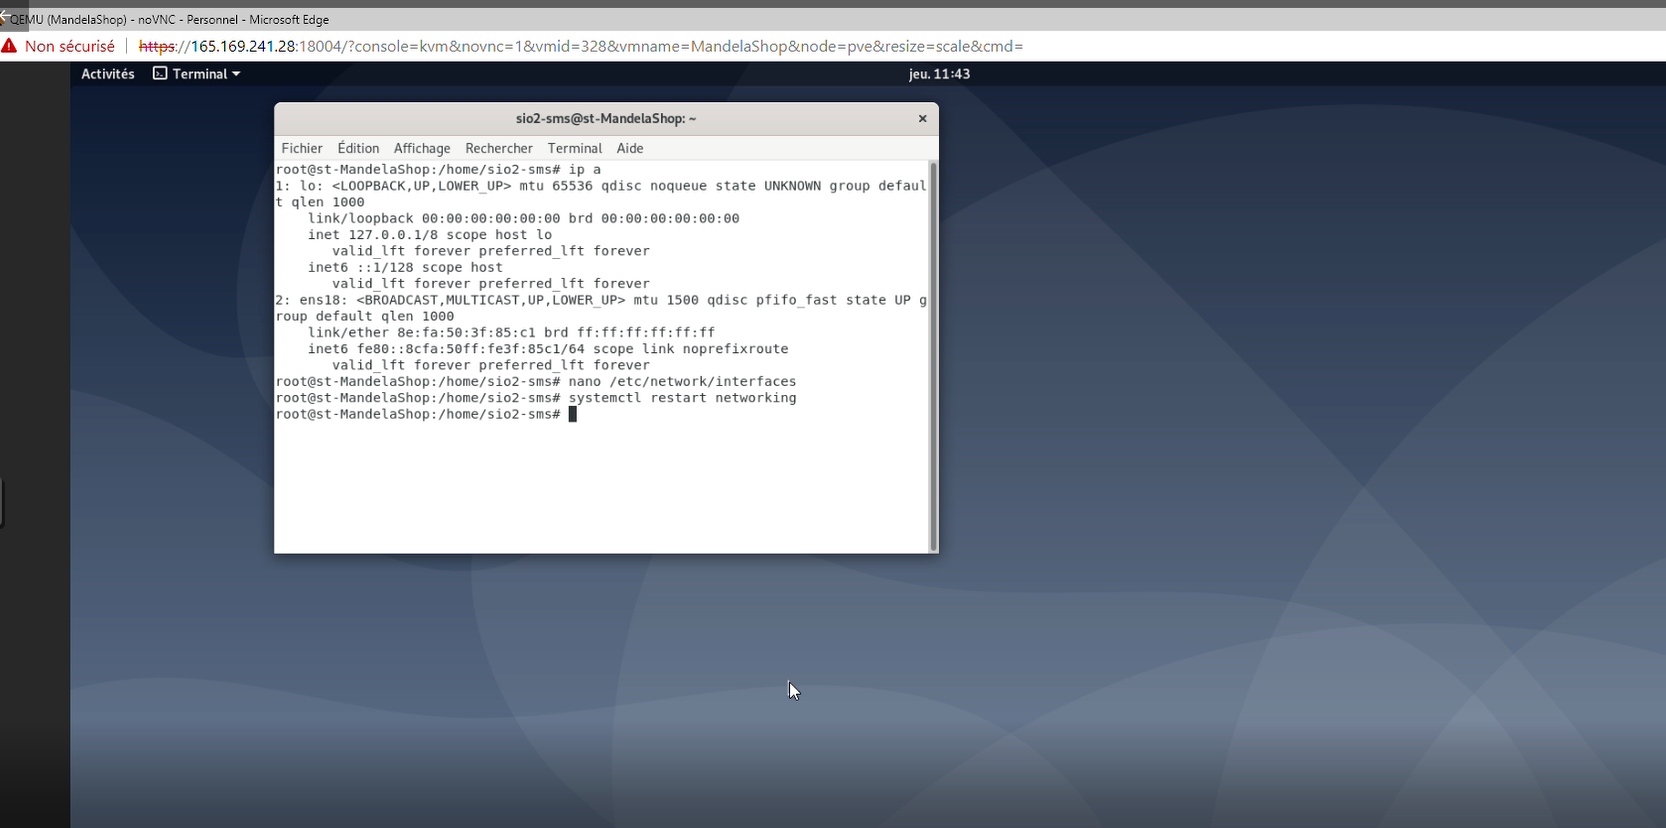 QEMU (MandelaShop) - noVNC - Personnel - Microsoft Edge
Non sécurisé | https://165.169.241.28:18004/?console=kvm&novnc=1&vmid=328&vmname=MandelaShop&node=pve&resize=scale&cmd=
Activités Terminal jeu. 11:43
sio2-sms@st-MandelaShop: ~ ×
Fichier Édition Affichage Rechercher Terminal Aide
root@st-MandelaShop:/home/sio2-sms# ip a
1: lo: <LOOPBACK,UP,LOWER_UP> mtu 65536 qdisc noqueue state UNKNOWN group defaul
t qlen 1000
    link/loopback 00:00:00:00:00:00 brd 00:00:00:00:00:00
    inet 127.0.0.1/8 scope host lo
       valid_lft forever preferred_lft forever
    inet6 ::1/128 scope host
       valid_lft forever preferred_lft forever
2: ens18: <BROADCAST,MULTICAST,UP,LOWER_UP> mtu 1500 qdisc pfifo_fast state UP g
roup default qlen 1000
    link/ether 8e:fa:50:3f:85:c1 brd ff:ff:ff:ff:ff:ff
    inet6 fe80::8cfa:50ff:fe3f:85c1/64 scope link noprefixroute
       valid_lft forever preferred_lft forever
root@st-MandelaShop:/home/sio2-sms# nano /etc/network/interfaces
root@st-MandelaShop:/home/sio2-sms# systemctl restart networking
root@st-MandelaShop:/home/sio2-sms#